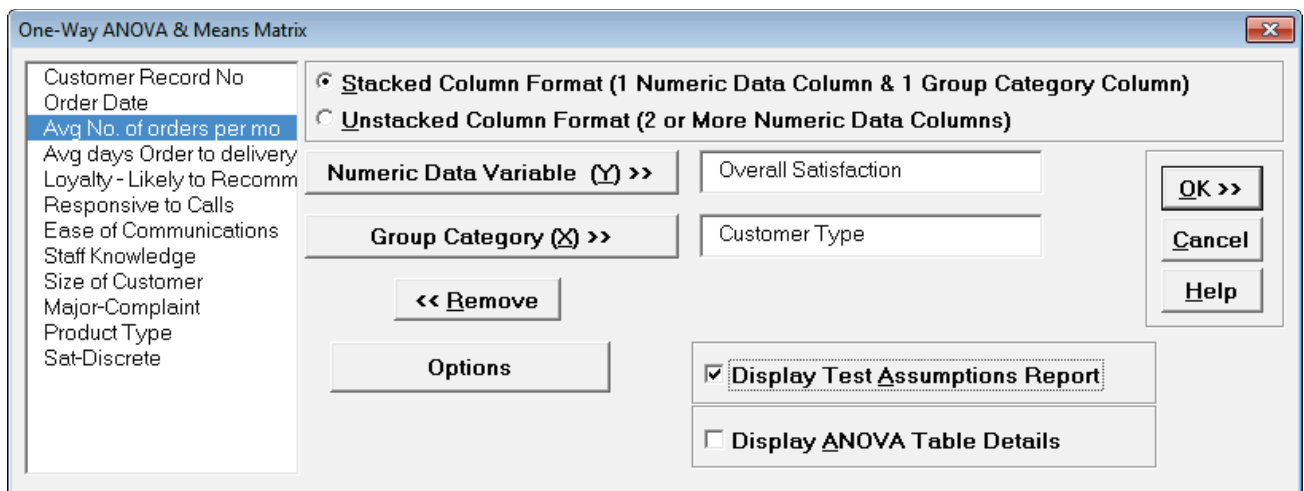 One-Way ANOVA & Means Matrix
Customer Record No
Order Date
Avg No. of orders per mo
Avg days Order to delivery
Loyalty - Likely to Recomm
Responsive to Calls
Ease of Communications
Staff Knowledge
Size of Customer
Major-Complaint
Product Type
Sat-Discrete
Stacked Column Format (1 Numeric Data Column & 1 Group Category Column)
Unstacked Column Format (2 or More Numeric Data Columns)
Numeric Data Variable (Y) >>
Overall Satisfaction
Group Category (X) >>
Customer Type
<< Remove
Options
Display Test Assumptions Report
Display ANOVA Table Details
OK >>
Cancel
Help